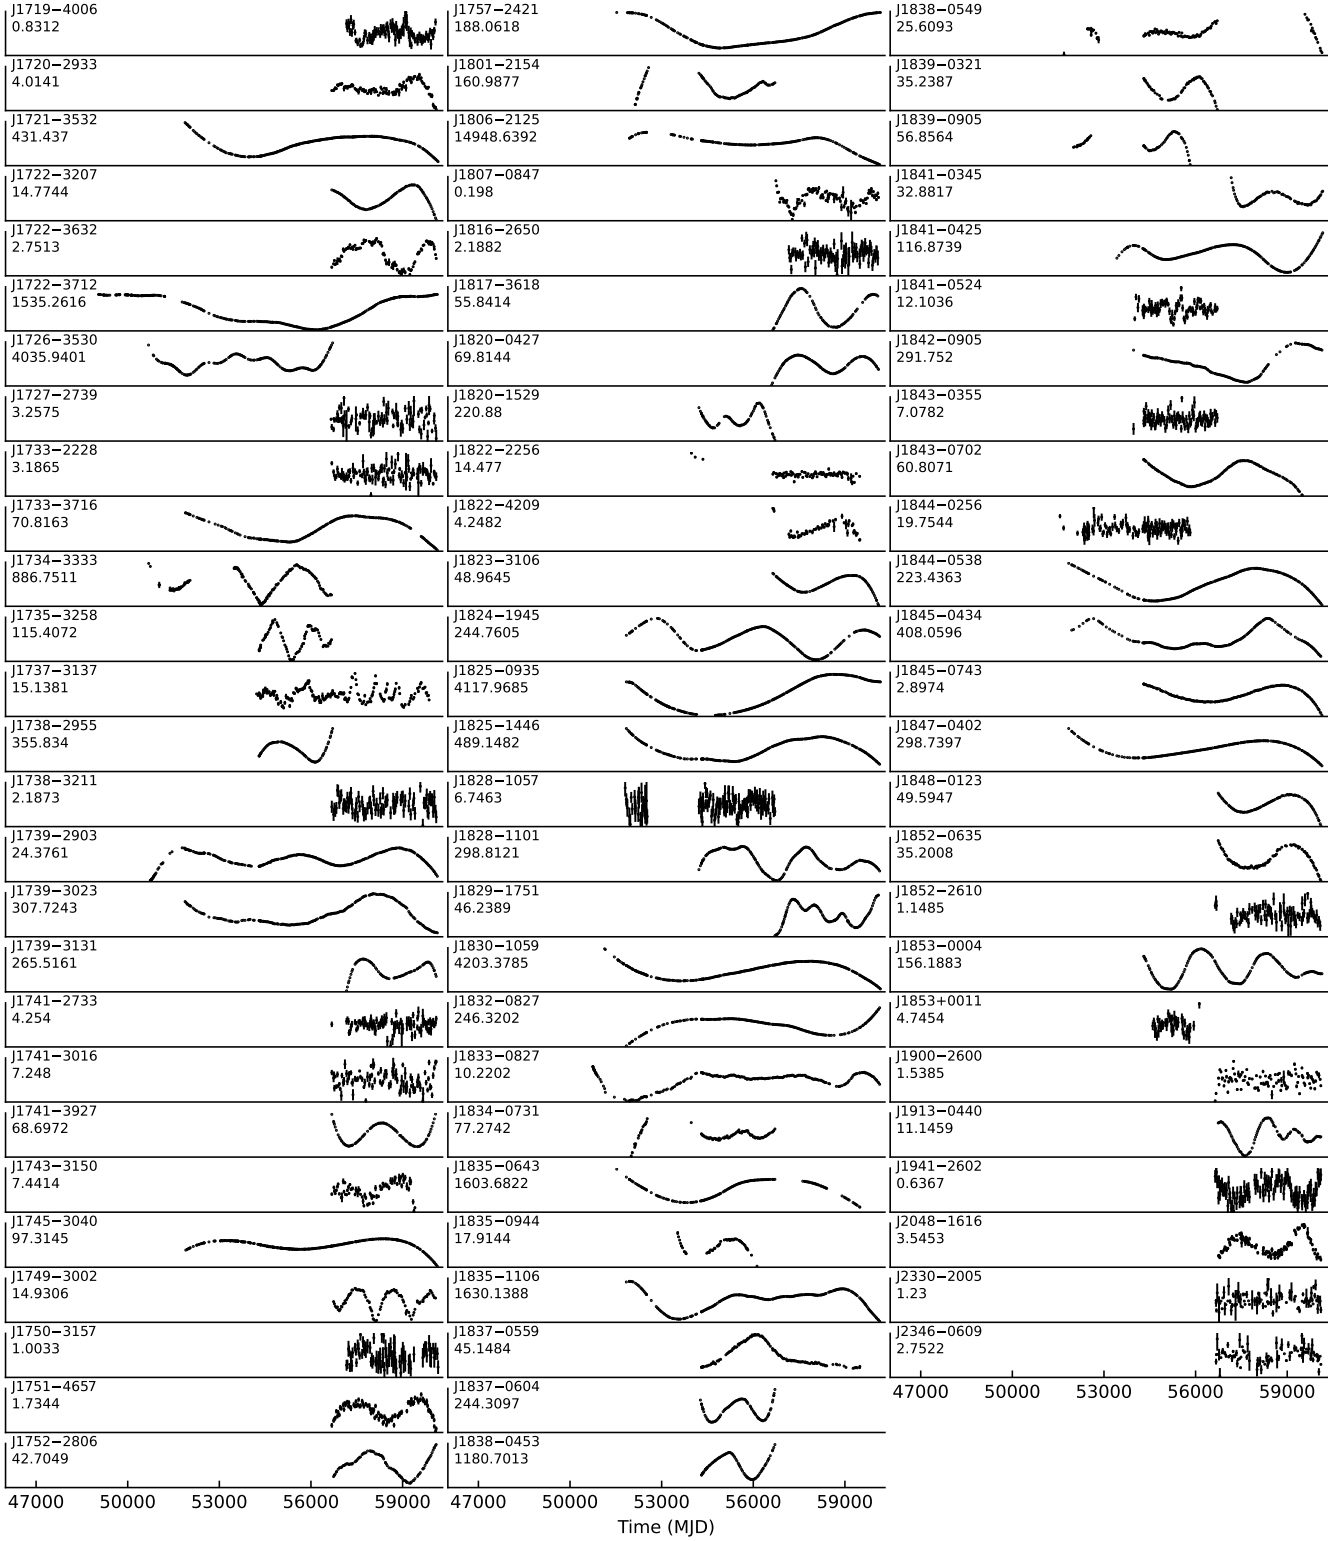 J1719−4006
0.8312
J1720−2933
4.0141
J1721−3532
431.437
J1722−3207
14.7744
J1722−3632
2.7513
J1722−3712
1535.2616
J1726−3530
4035.9401
J1727−2739
3.2575
J1733−2228
3.1865
J1733−3716
70.8163
J1734−3333
886.7511
J1735−3258
115.4072
J1737−3137
15.1381
J1738−2955
355.834
J1738−3211
2.1873
J1739−2903
24.3761
J1739−3023
307.7243
J1739−3131
265.5161
J1741−2733
4.254
J1741−3016
7.248
J1741−3927
68.6972
J1743−3150
7.4414
J1745−3040
97.3145
J1749−3002
14.9306
J1750−3157
1.0033
J1751−4657
1.7344
J1752−2806
42.7049
47000 50000 53000 56000 59000
J1757−2421
188.0618
J1801−2154
160.9877
J1806−2125
14948.6392
J1807−0847
0.198
J1816−2650
2.1882
J1817−3618
55.8414
J1820−0427
69.8144
J1820−1529
220.88
J1822−2256
14.477
J1822−4209
4.2482
J1823−3106
48.9645
J1824−1945
244.7605
J1825−0935
4117.9685
J1825−1446
489.1482
J1828−1057
6.7463
J1828−1101
298.8121
J1829−1751
46.2389
J1830−1059
4203.3785
J1832−0827
246.3202
J1833−0827
10.2202
J1834−0731
77.2742
J1835−0643
1603.6822
J1835−0944
17.9144
J1835−1106
1630.1388
J1837−0559
45.1484
J1837−0604
244.3097
J1838−0453
1180.7013
47000 50000 53000 56000 59000
Time (MJD)
J1838−0549
25.6093
J1839−0321
35.2387
J1839−0905
56.8564
J1841−0345
32.8817
J1841−0425
116.8739
J1841−0524
12.1036
J1842−0905
291.752
J1843−0355
7.0782
J1843−0702
60.8071
J1844−0256
19.7544
J1844−0538
223.4363
J1845−0434
408.0596
J1845−0743
2.8974
J1847−0402
298.7397
J1848−0123
49.5947
J1852−0635
35.2008
J1852−2610
1.1485
J1853−0004
156.1883
J1853+0011
4.7454
J1900−2600
1.5385
J1913−0440
11.1459
J1941−2602
0.6367
J2048−1616
3.5453
J2330−2005
1.23
J2346−0609
2.7522
47000 50000 53000 56000 59000